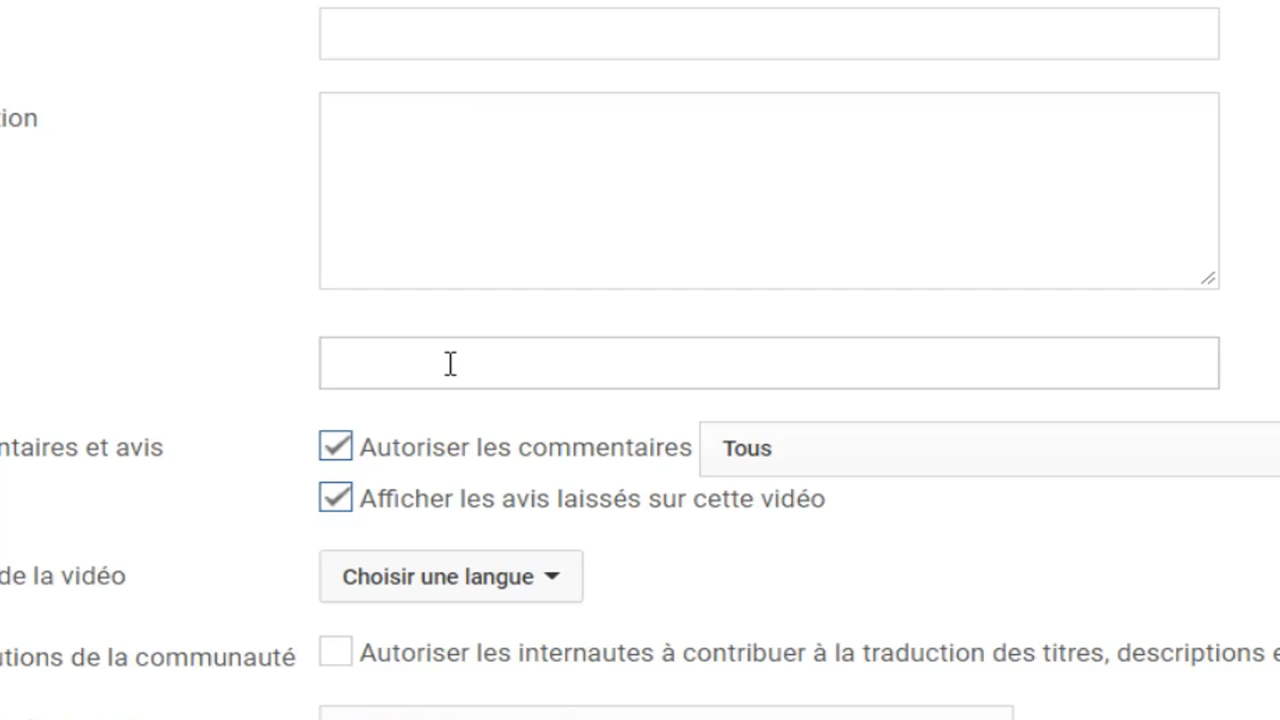 tion
ntaires et avis
Autoriser les commentaires Tous
Afficher les avis laissés sur cette vidéo
de la vidéo Choisir une langue
utions de la communauté Autoriser les internautes à contribuer à la traduction des titres, descriptions e